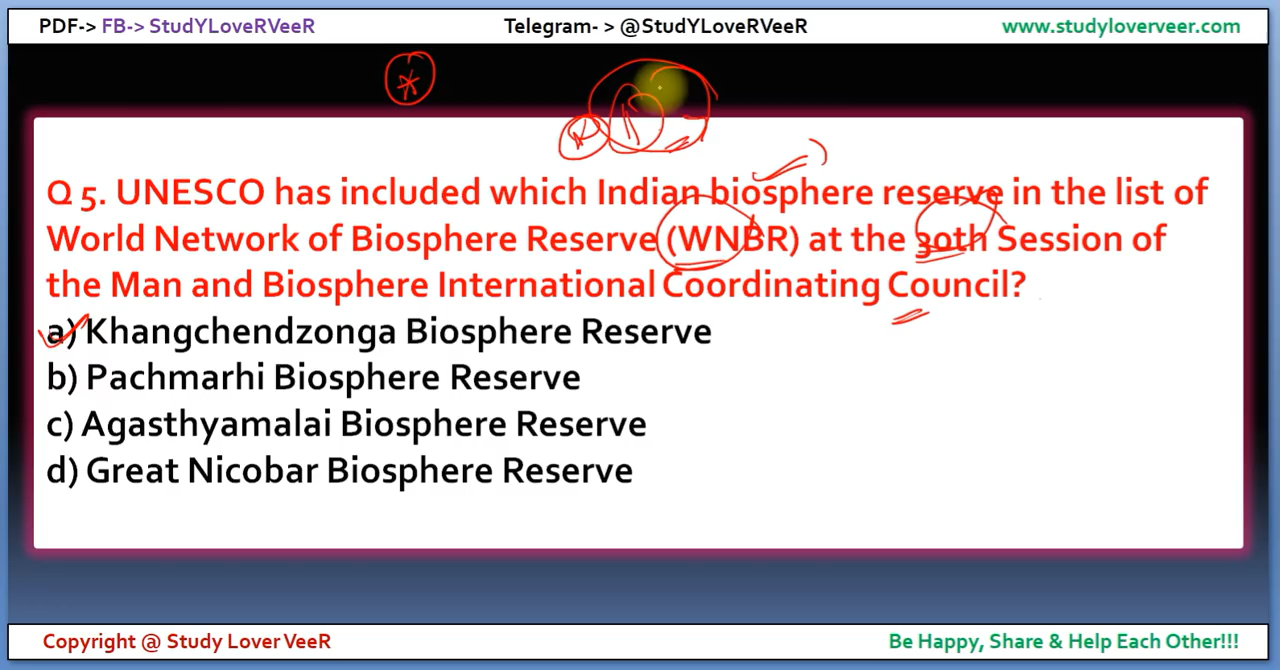 PDF-> FB-> StudYLoveRVeeR Telegram- > @StudYLoveRVeeR www.studyloverveer.com
Q 5. UNESCO has included which Indian biosphere reserve in the list of
World Network of Biosphere Reserve (WNBR) at the 30th Session of
the Man and Biosphere International Coordinating Council?
a) Khangchendzonga Biosphere Reserve
b) Pachmarhi Biosphere Reserve
c) Agasthyamalai Biosphere Reserve
d) Great Nicobar Biosphere Reserve
Copyright @ Study Lover VeeR Be Happy, Share & Help Each Other!!!